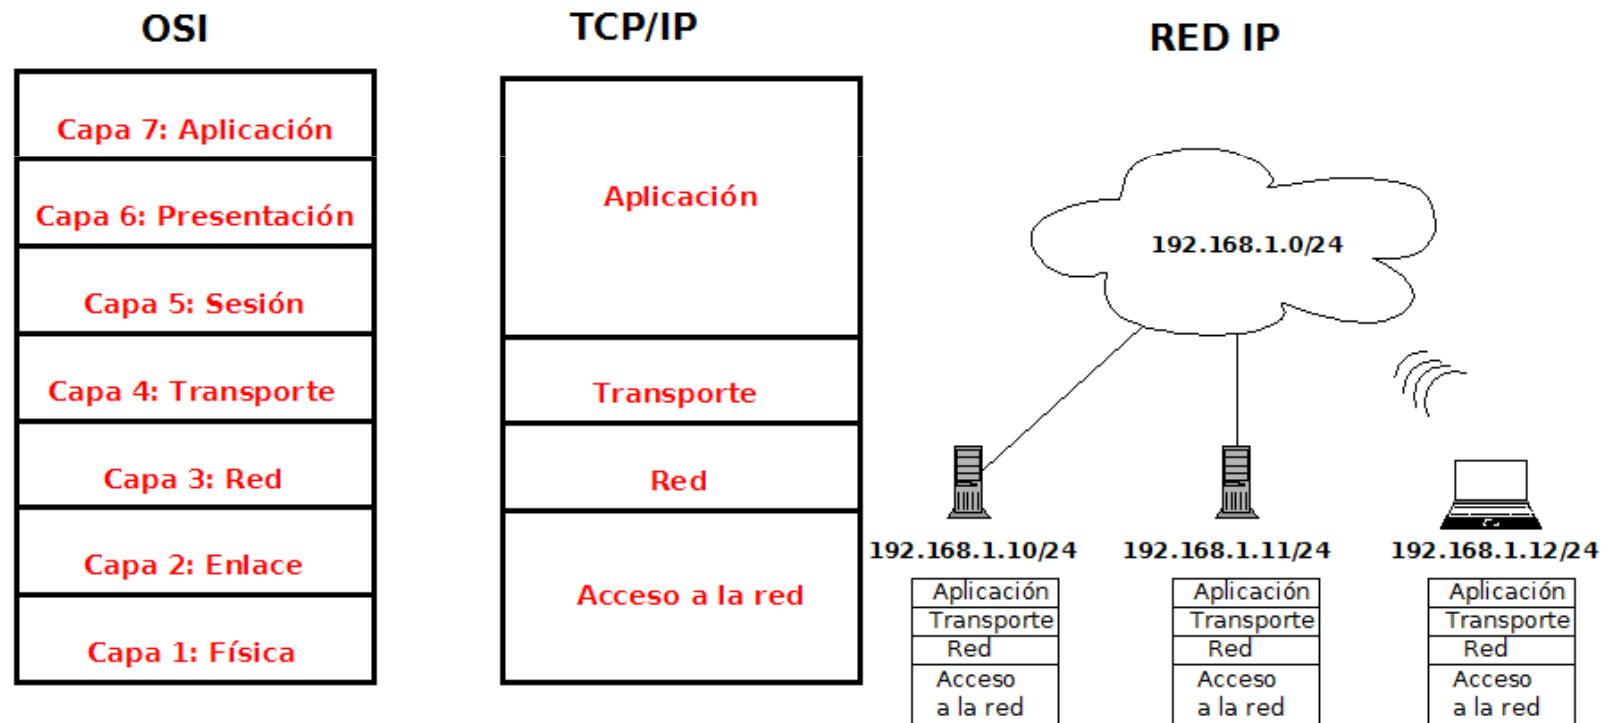 OSI
Capa 7: Aplicación
Capa 6: Presentación
Capa 5: Sesión
Capa 4: Transporte
Capa 3: Red
Capa 2: Enlace
Capa 1: Física
TCP/IP
Aplicación
Transporte
Red
Acceso a la red
RED IP
192.168.1.0/24
192.168.1.10/24
Aplicación
Transporte
Red
Acceso
a la red
192.168.1.11/24
Aplicación
Transporte
Red
Acceso
a la red
192.168.1.12/24
Aplicación
Transporte
Red
Acceso
a la red